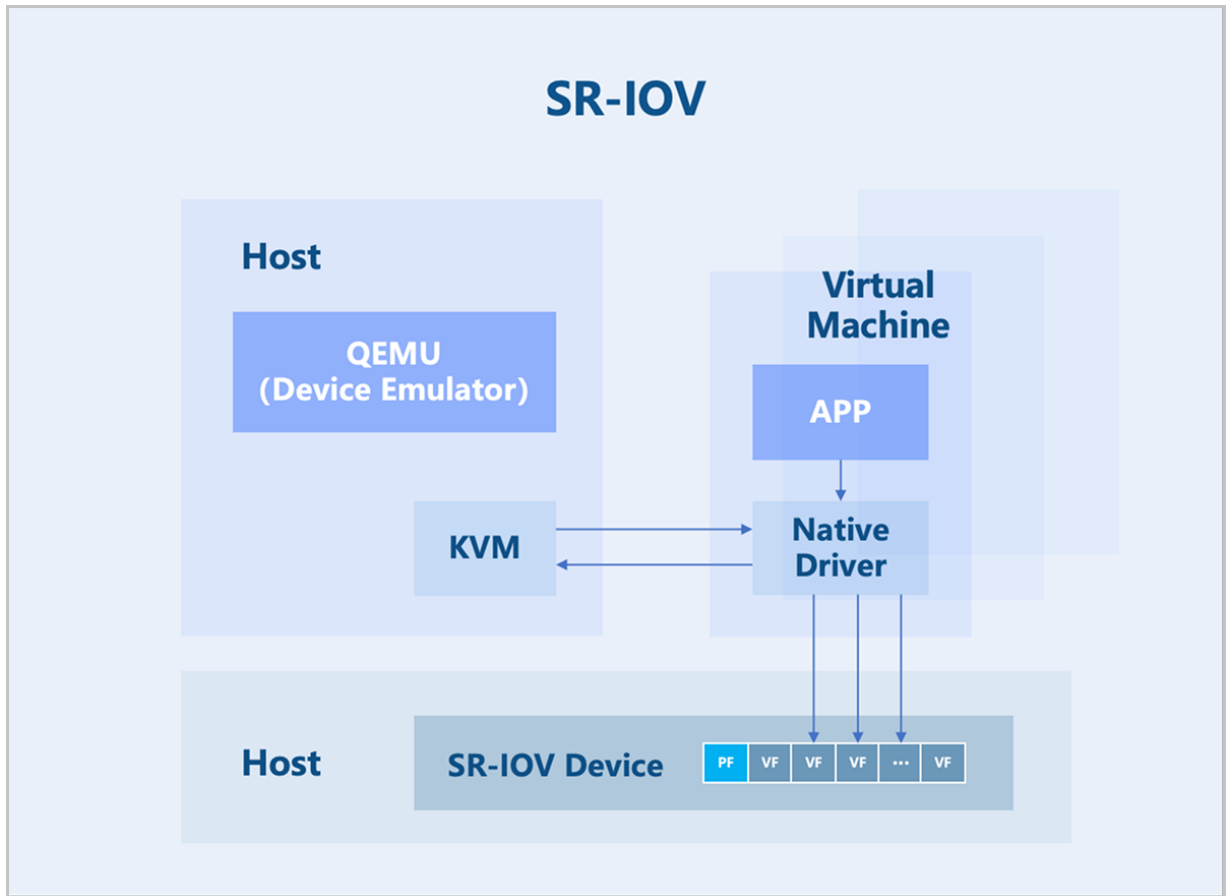 SR-IOV
Host
QEMU
(Device Emulator)
KVM
Virtual
Machine
APP
Native
Driver
Host
SR-IOV Device
PF VF VF VF ... VF